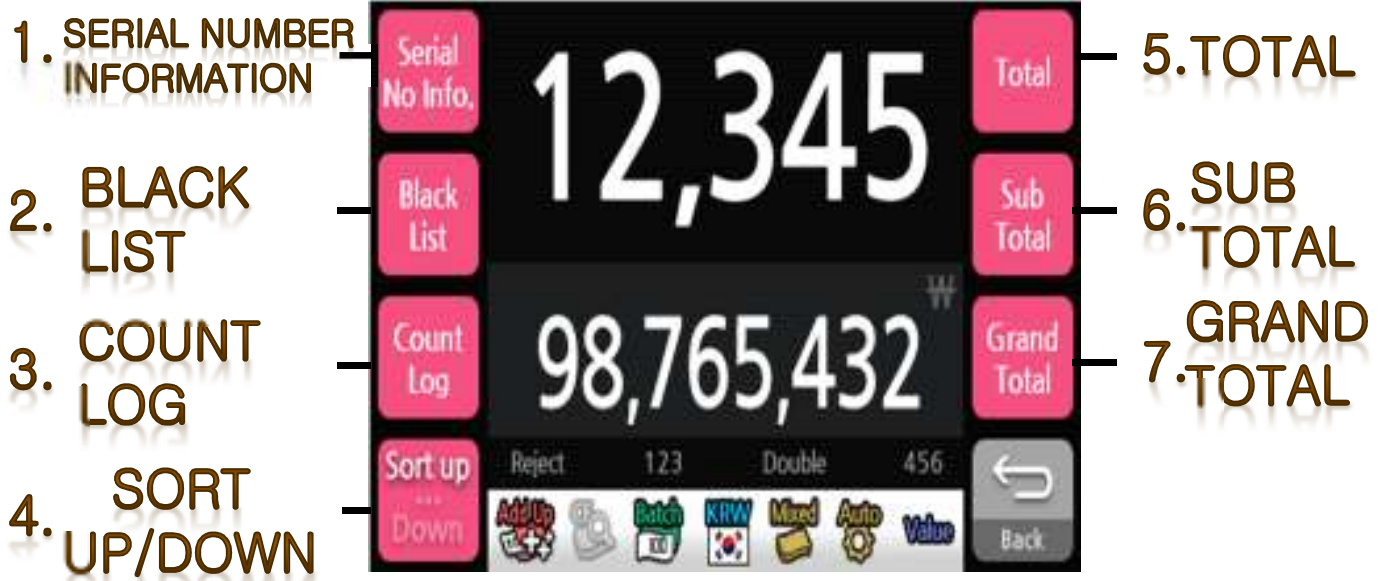 1. SERIAL NUMBER
INFORMATION
2. BLACK
LIST
3. COUNT
LOG
4. SORT
UP/DOWN
Serial
No Info.
Black
List
Count
Log
Sort up
...
Down
12,345
₩
98,765,432
Reject 123 Double 456
Add Up
CF
Batch
100
KRW
Mixed
Auto
Value
Total
Sub
Total
Grand
Total
Back
5.TOTAL
6.SUB
TOTAL
7.GRAND
TOTAL